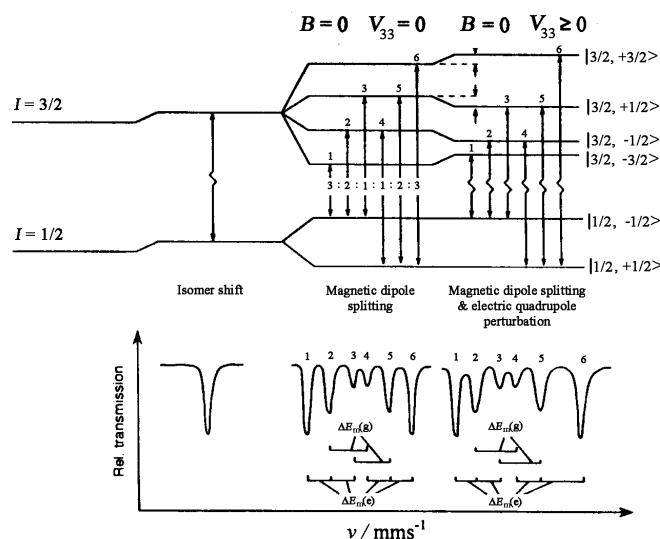 B = 0 V₃₃ = 0 B = 0 V₃₃ ≥ 0
I = 3/2
I = 1/2
1 2 3 4 5 6
3 : 2 : 1 : 1 : 2 : 3
1 2 3 4 5 6
|3/2, +3/2>
|3/2, +1/2>
|3/2, -1/2>
|3/2, -3/2>
|1/2, -1/2>
|1/2, +1/2>
Isomer shift
Magnetic dipole
splitting
Magnetic dipole splitting
& electric quadrupole
perturbation
Rel. transmission
1 2 3 4 5 6
ΔEₘ(g)
ΔEₘ(e)
1 2 3 4 5 6
ΔEₘ(g)
ΔEₘ(e)
v / mms⁻¹